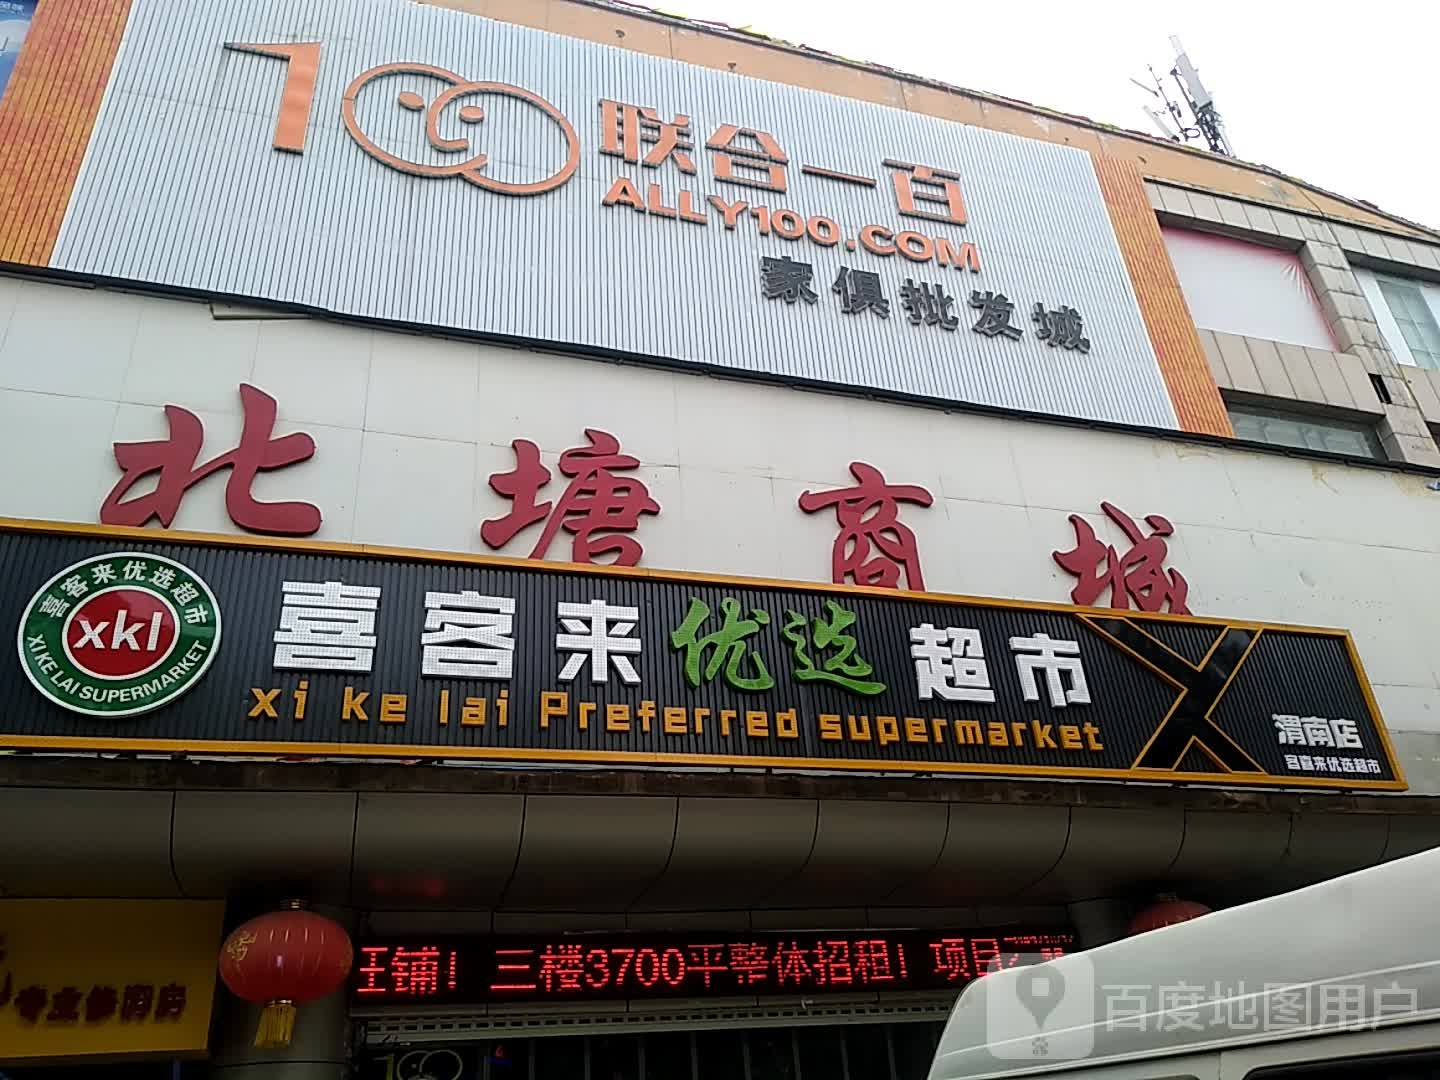 100 联合一百
ALLY100.COM
家俱批发城
北塘商城
喜客来优选超市
xkl
XI KE LAI SUPERMARKET
喜客来优选超市
xi ke lai Preferred supermarket
渭南店
客喜来优选超市
旺铺！三楼3700平整体招租！项目
百度地图用户